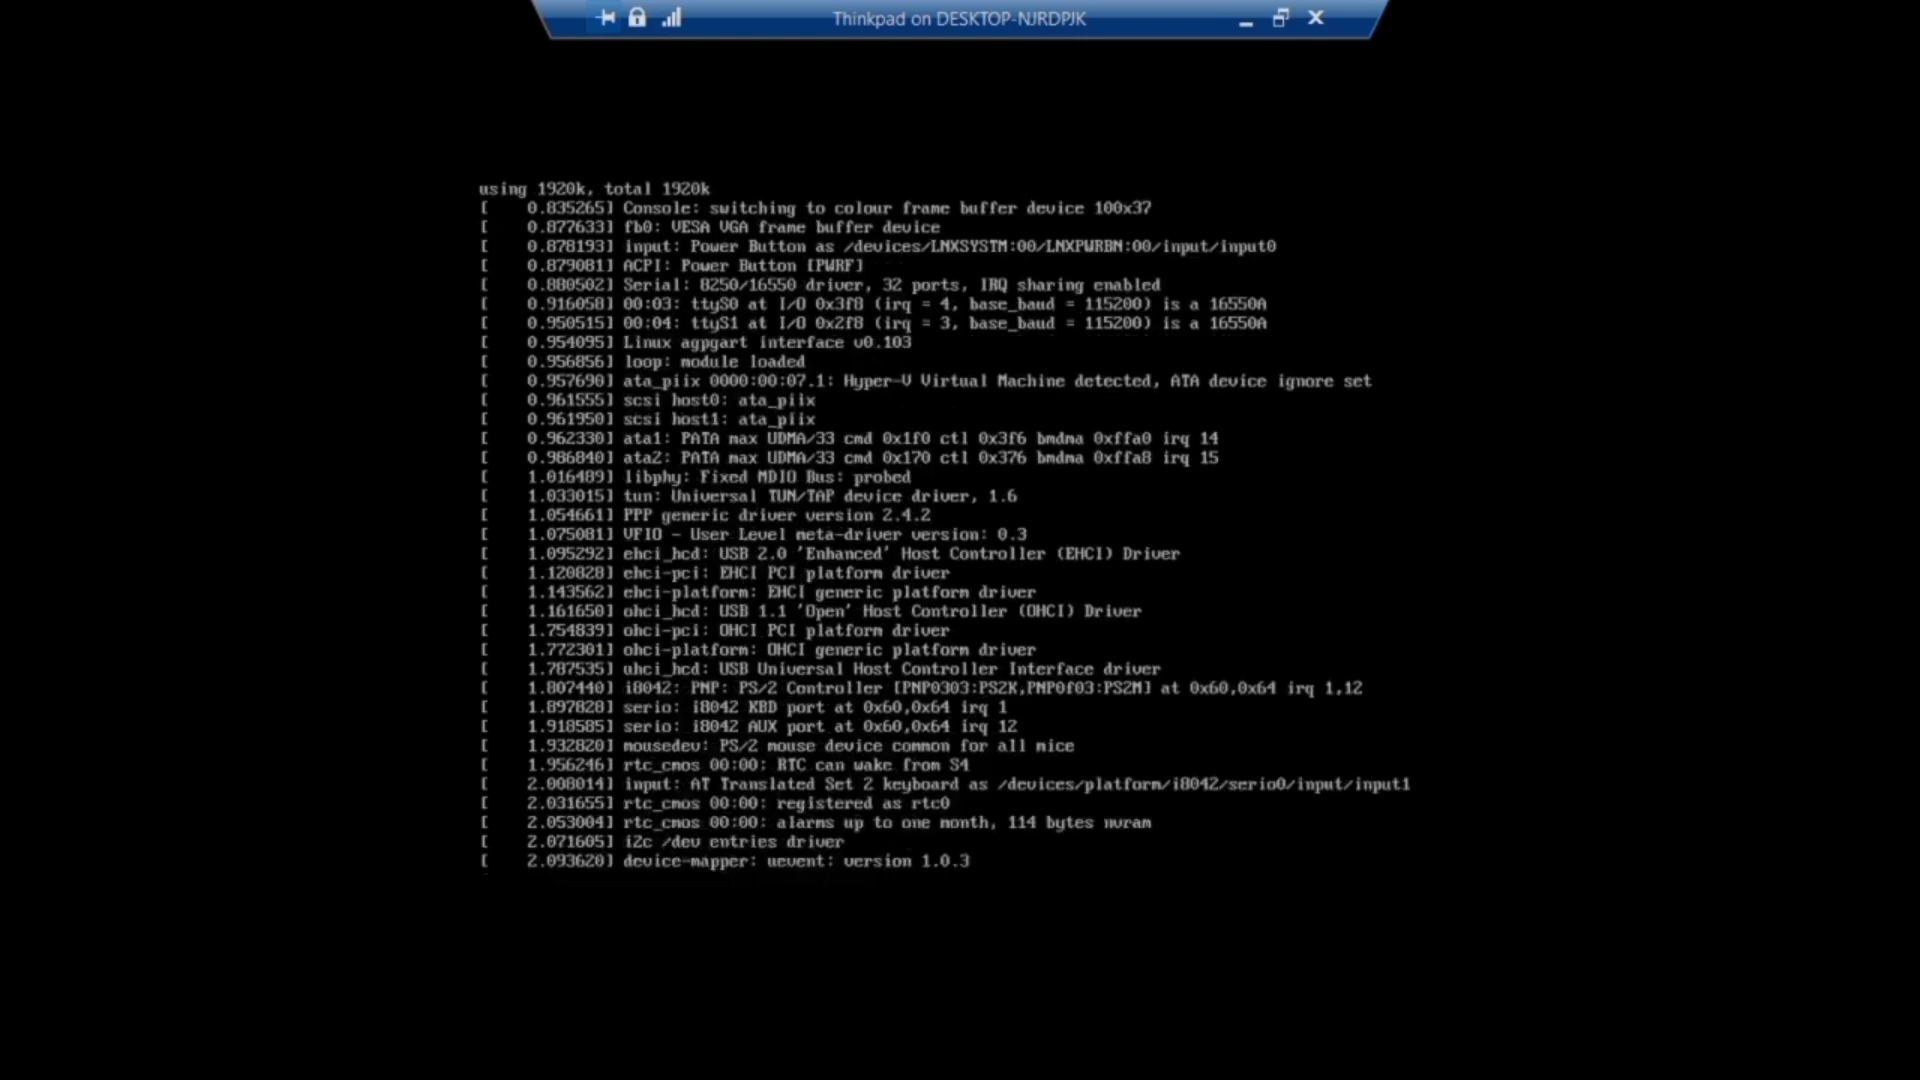 Thinkpad on DESKTOP-NJRDPJK
using 1920k, total 1920k
[    0.835265] Console: switching to colour frame buffer device 100x37
[    0.877633] fb0: VESA VGA frame buffer device
[    0.878193] input: Power Button as /devices/LNXSYSTM:00/LNXPWRBN:00/input/input0
[    0.879081] ACPI: Power Button [PWRF]
[    0.880502] Serial: 8250/16550 driver, 32 ports, IRQ sharing enabled
[    0.916058] 00:03: ttyS0 at I/O 0x3f8 (irq = 4, base_baud = 115200) is a 16550A
[    0.950515] 00:04: ttyS1 at I/O 0x2f8 (irq = 3, base_baud = 115200) is a 16550A
[    0.954095] Linux agpgart interface v0.103
[    0.956856] loop: module loaded
[    0.957690] ata_piix 0000:00:07.1: Hyper-V Virtual Machine detected, ATA device ignore set
[    0.961555] scsi host0: ata_piix
[    0.961950] scsi host1: ata_piix
[    0.962330] ata1: PATA max UDMA/33 cmd 0x1f0 ctl 0x3f6 bmdma 0xffa0 irq 14
[    0.986840] ata2: PATA max UDMA/33 cmd 0x170 ctl 0x376 bmdma 0xffa8 irq 15
[    1.016489] libphy: Fixed MDIO Bus: probed
[    1.033015] tun: Universal TUN/TAP device driver, 1.6
[    1.054661] PPP generic driver version 2.4.2
[    1.075081] VFIO - User Level meta-driver version: 0.3
[    1.095292] ehci_hcd: USB 2.0 'Enhanced' Host Controller (EHCI) Driver
[    1.120828] ehci-pci: EHCI PCI platform driver
[    1.143562] ehci-platform: EHCI generic platform driver
[    1.161650] ohci_hcd: USB 1.1 'Open' Host Controller (OHCI) Driver
[    1.754839] ohci-pci: OHCI PCI platform driver
[    1.772301] ohci-platform: OHCI generic platform driver
[    1.787535] uhci_hcd: USB Universal Host Controller Interface driver
[    1.807440] i8042: PNP: PS/2 Controller [PNP0303:PS2K,PNP0f03:PS2M] at 0x60,0x64 irq 1,12
[    1.897828] serio: i8042 KBD port at 0x60,0x64 irq 1
[    1.918585] serio: i8042 AUX port at 0x60,0x64 irq 12
[    1.932820] mousedev: PS/2 mouse device common for all mice
[    1.956246] rtc_cmos 00:00: RTC can wake from S4
[    2.008014] input: AT Translated Set 2 keyboard as /devices/platform/i8042/serio0/input/input1
[    2.031655] rtc_cmos 00:00: registered as rtc0
[    2.053004] rtc_cmos 00:00: alarms up to one month, 114 bytes nvram
[    2.071605] i2c /dev entries driver
[    2.093620] device-mapper: uevent: version 1.0.3